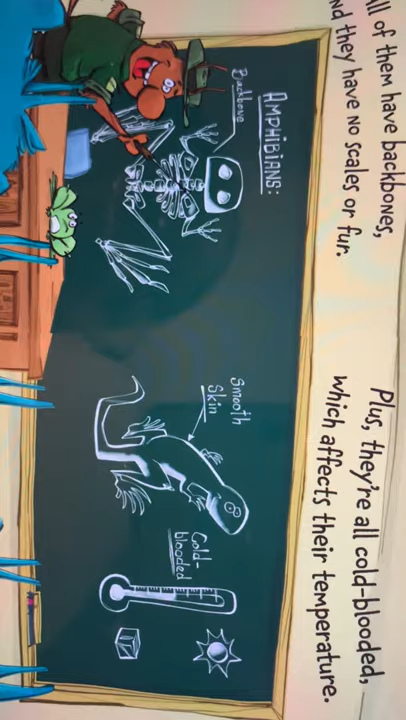 All of them have backbones,
and they have no scales or fur.
Plus, they're all cold-blooded,
which affects their temperature.
AMPHIBIANS:
Backbone
Smooth
Skin
Cold-
blooded